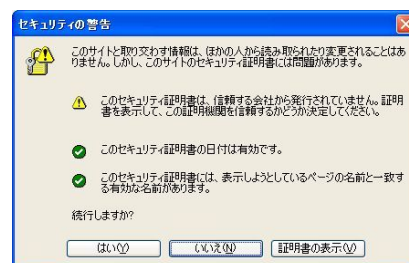 セキュリティの警告
このサイトと取り交わす情報は、ほかの人から読み取られたり変更されることはあ
りません。しかし、このサイトのセキュリティ証明書には問題があります。
このセキュリティ証明書は、信頼する会社から発行されていません。証明
書を表示して、この証明機関を信頼するかどうか決定してください。
このセキュリティ証明書の日付は有効です。
このセキュリティ証明書には、表示しようとしているページの名前と一致す
る有効な名前があります。
続行しますか?
はい(Y) いいえ(N) 証明書の表示(V)